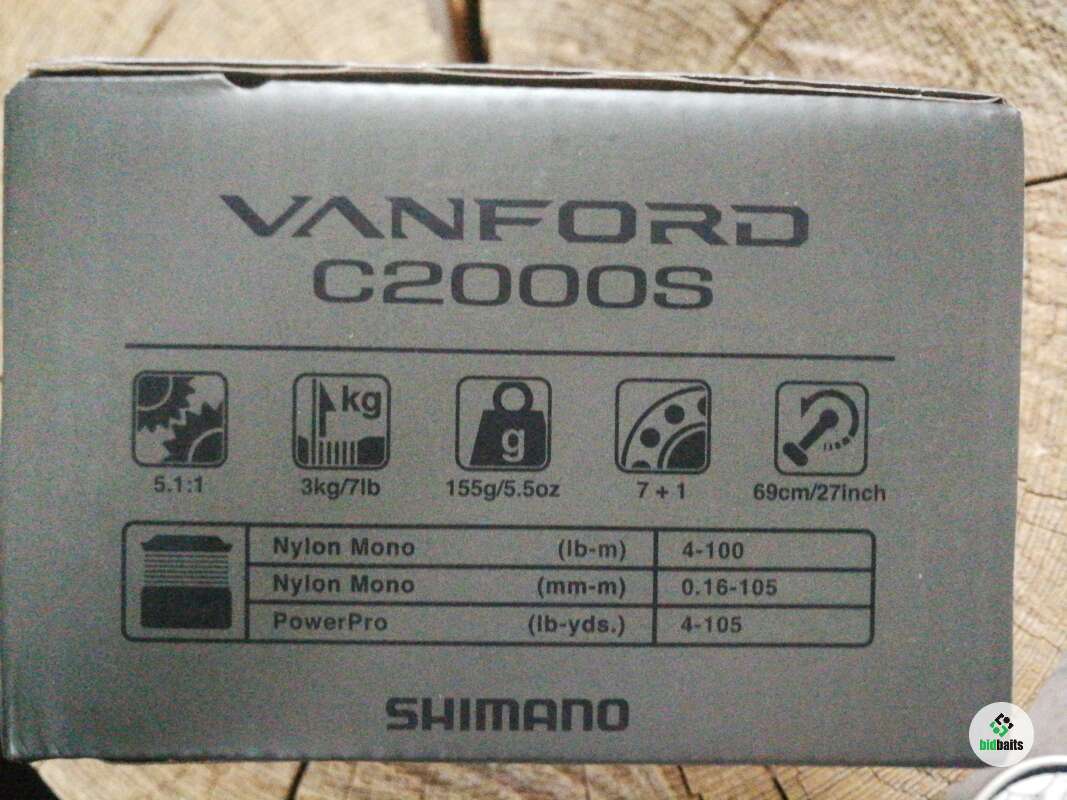 VANFORD
C2000S
kg
g
5.1:1 3kg/7lb 155g/5.5oz 7 + 1 69cm/27inch
Nylon Mono (lb-m) 4-100
Nylon Mono (mm-m) 0.16-105
PowerPro (lb-yds.) 4-105
SHIMANO
bidbaits